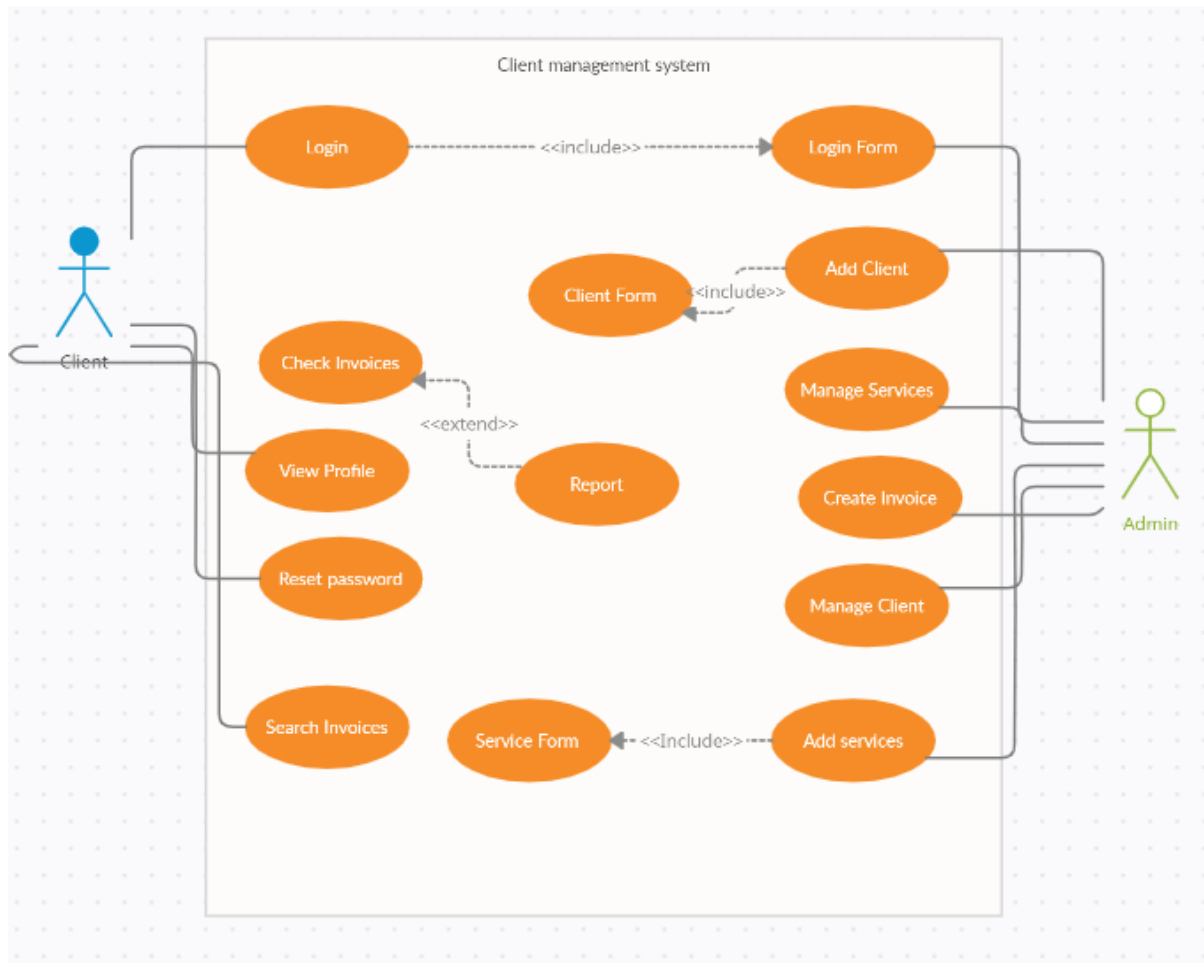 Client management system
Login
<<include>>
Login Form
Add Client
Client Form
<<include>>
Client
Check Invoices
Manage Services
<<extend>>
View Profile
Report
Create Invoice
Admin
Reset password
Manage Client
Search Invoices
Service Form
<<Include>>
Add services